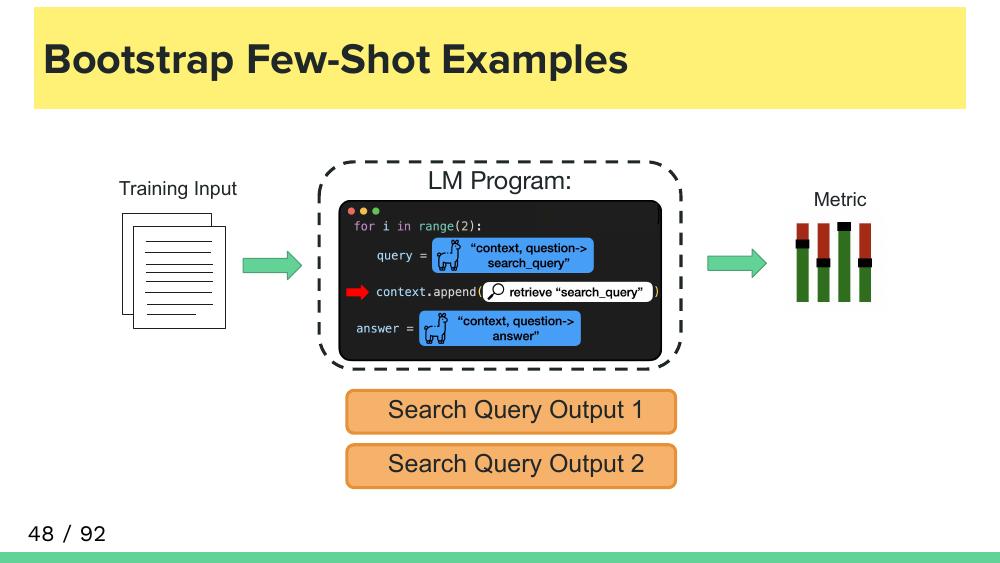 Bootstrap Few-Shot Examples
Training Input
LM Program:
for i in range(2):
query = “context, question->
search_query”
context.append( retrieve “search_query” )
answer = “context, question->
answer”
Metric
Search Query Output 1
Search Query Output 2
48 / 92